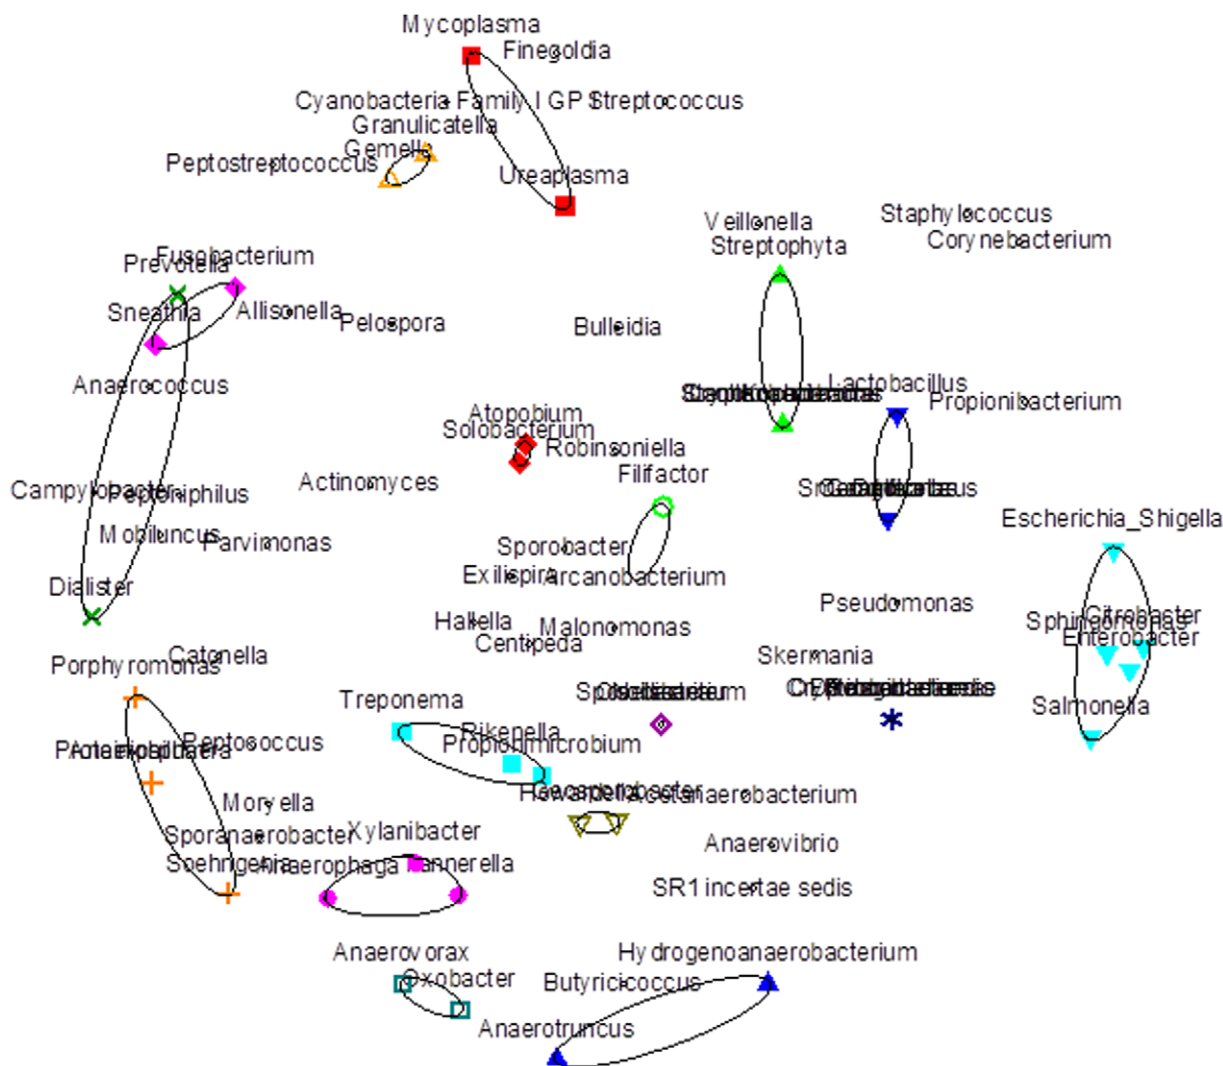 Mycoplasma
Finegoldia
Cyanobacteria Family I GP
Streptococcus
Granulicatella
Gemella
Peptostreptococcus
Ureaplasma
Veillonella
Staphylococcus
Streptophyta
Corynebacterium
Fusobacterium
Prevotella
Sneathia
Allisonella
Pelospora
Bulleidia
Anaerococcus
Lactobacillus
Propionibacterium
Atopobium
Solobacterium
Robinsoniella
Filifactor
Campylobacter
Peptoniphilus
Actinomyces
Escherichia_Shigella
Mobiluncus
Parvimonas
Sporobacter
Exilispira
Arcanobacterium
Dialister
Pseudomonas
Hallella
Malonomonas
Centipeda
Sphingomonas
Citrobacter
Enterobacter
Porphyromonas
Catonella
Skermania
Treponema
Salmonella
Rikenella
Propionimicrobium
Peptococcus
Howardella
Acetanaerobacterium
Moryella
Sporanaerobacter
Xylanibacter
Anaerovibrio
Soehngenia
Anaerophaga
Tannerella
SR1 incertae sedis
Anaerovorax
Hydrogenoanaerobacterium
Oxobacter
Butyricicoccus
Anaerotruncus